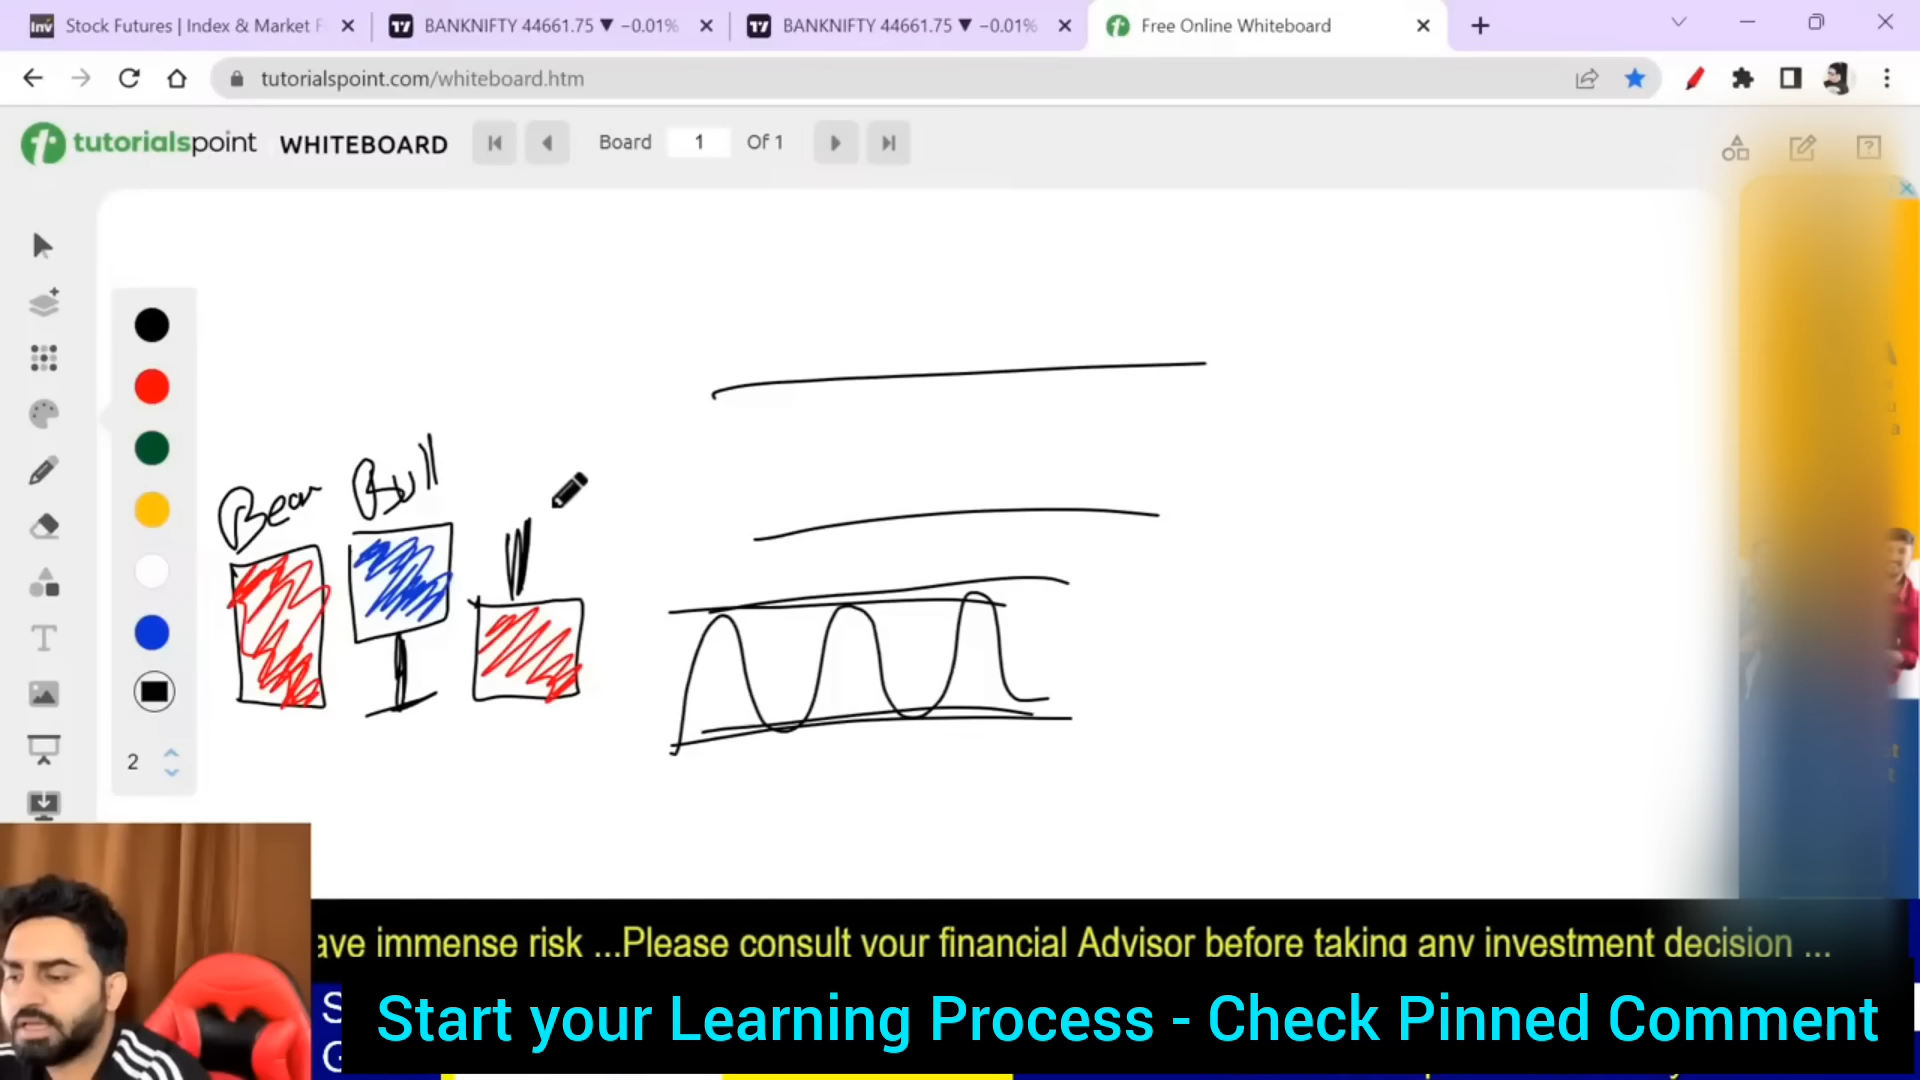 Stock Futures | Index & Market F
BANKNIFTY 44661.75 ▼ −0.01%
BANKNIFTY 44661.75 ▼ −0.01%
Free Online Whiteboard
tutorialspoint.com/whiteboard.htm
tutorialspoint WHITEBOARD
Board 1 Of 1
Bear Bull
2
ave immense risk ...Please consult your financial Advisor before taking any investment decision ...
Start your Learning Process - Check Pinned Comment